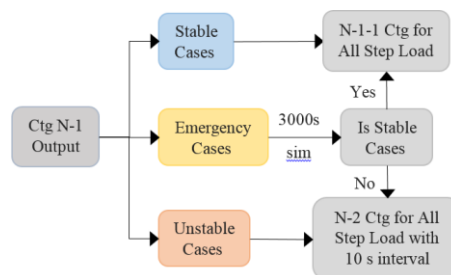 Stable
Cases
N-1-1 Ctg for
All Step Load
Yes
Ctg N-1
Output
Emergency
Cases
3000s
sim
Is Stable
Cases
No
Unstable
Cases
N-2 Ctg for All
Step Load with
10 s interval